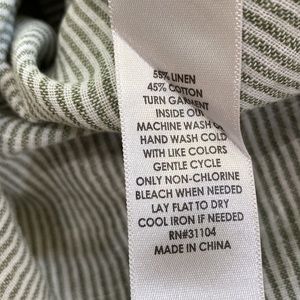 55% LINEN
45% COTTON
TURN GARMENT
INSIDE OUT
MACHINE WASH OR
HAND WASH COLD
WITH LIKE COLORS
GENTLE CYCLE
ONLY NON-CHLORINE
BLEACH WHEN NEEDED
LAY FLAT TO DRY
COOL IRON IF NEEDED
RN#31104
MADE IN CHINA